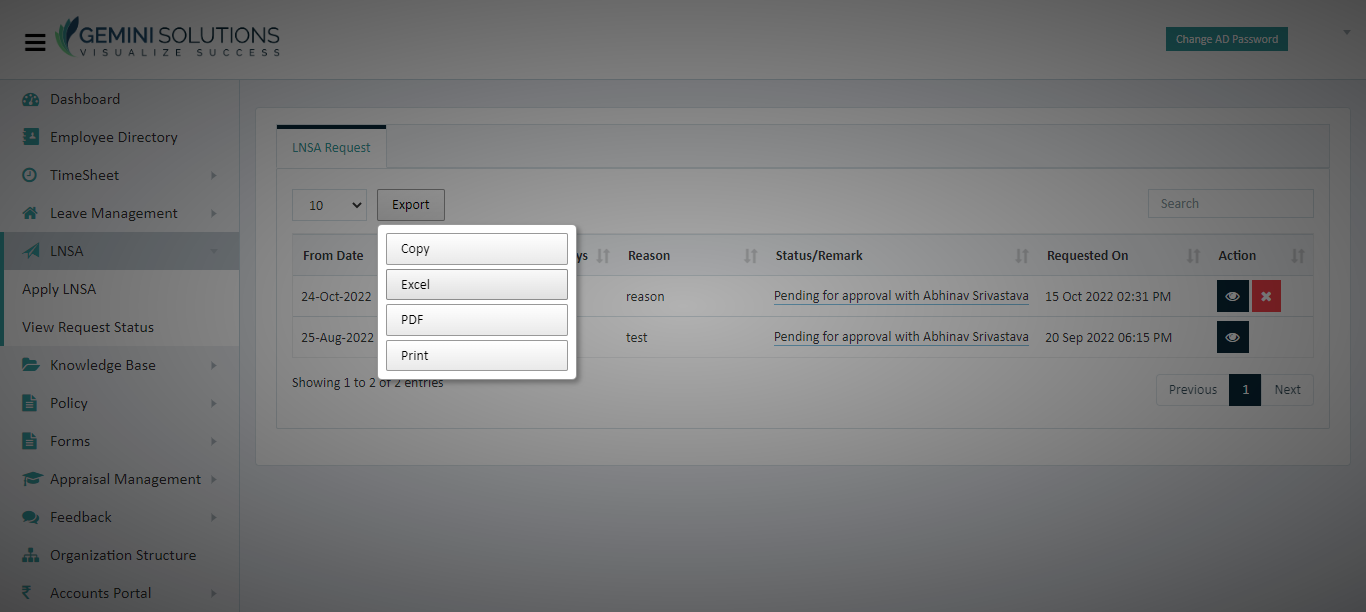 GEMINI SOLUTIONS
VISUALIZE SUCCESS
Change AD Password
Dashboard
Employee Directory
TimeSheet
Leave Management
LNSA
Apply LNSA
View Request Status
Knowledge Base
Policy
Forms
Appraisal Management
Feedback
Organization Structure
Accounts Portal
LNSA Request
10 Export Search
Copy
Excel
PDF
Print
From Date ys Reason Status/Remark Requested On Action
24-Oct-2022 reason Pending for approval with Abhinav Srivastava 15 Oct 2022 02:31 PM
25-Aug-2022 test Pending for approval with Abhinav Srivastava 20 Sep 2022 06:15 PM
Showing 1 to 2 of 2 entries
Previous 1 Next